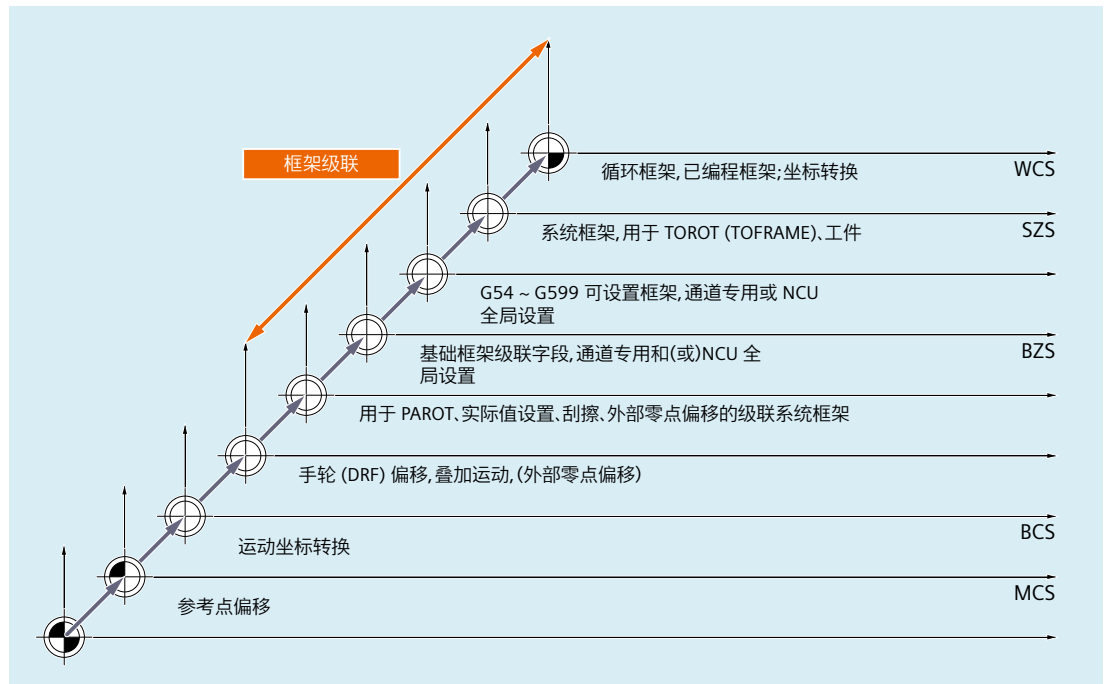 框架级联
循环框架,已编程框架;坐标转换
WCS
系统框架,用于 TOROT (TOFRAME)、工件
SZS
G54 ~ G599 可设置框架,通道专用或 NCU
全局设置
基础框架级联字段,通道专用和(或)NCU 全
局设置
BZS
用于 PAROT、实际值设置、刮擦、外部零点偏移的级联系统框架
手轮 (DRF) 偏移,叠加运动,(外部零点偏移)
运动坐标转换
BCS
参考点偏移
MCS